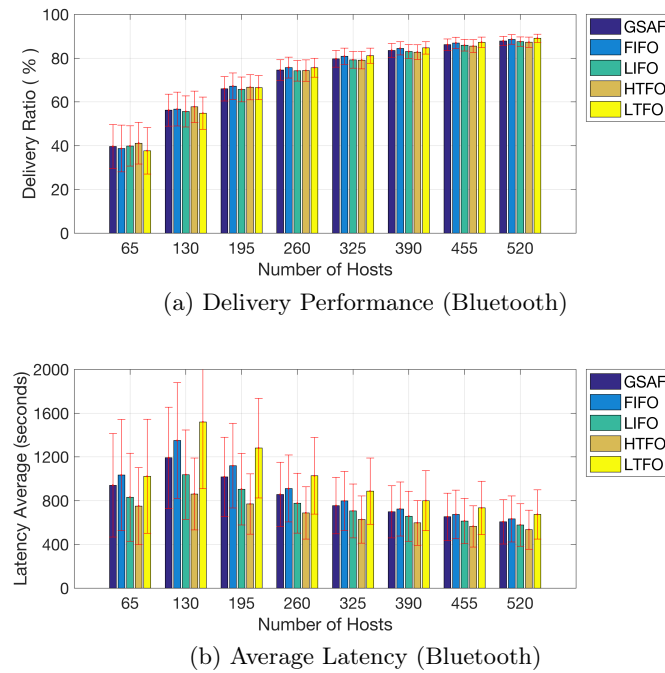 100
80
60
40
20
0
Delivery Ratio ( % )
65 130 195 260 325 390 455 520
Number of Hosts
GSAF
FIFO
LIFO
HTFO
LTFO
(a) Delivery Performance (Bluetooth)
2000
1600
1200
800
400
0
Latency Average (seconds)
65 130 195 260 325 390 455 520
Number of Hosts
GSAF
FIFO
LIFO
HTFO
LTFO
(b) Average Latency (Bluetooth)